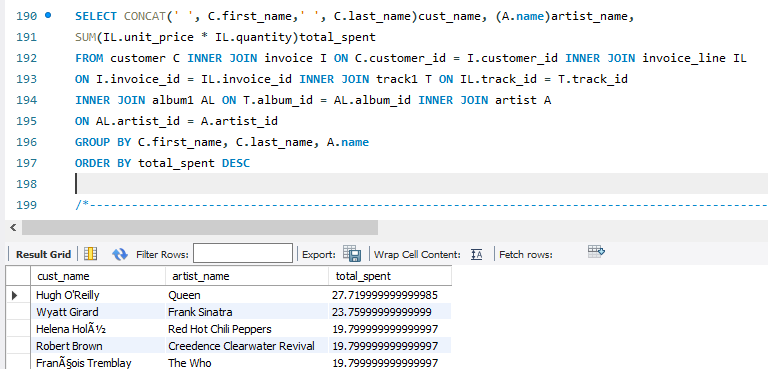 190 SELECT CONCAT(' ', C.first_name,' ', C.last_name)cust_name, (A.name)artist_name,
191 SUM(IL.unit_price * IL.quantity)total_spent
192 FROM customer C INNER JOIN invoice I ON C.customer_id = I.customer_id INNER JOIN invoice_line IL
193 ON I.invoice_id = IL.invoice_id INNER JOIN track1 T ON IL.track_id = T.track_id
194 INNER JOIN album1 AL ON T.album_id = AL.album_id INNER JOIN artist A
195 ON AL.artist_id = A.artist_id
196 GROUP BY C.first_name, C.last_name, A.name
197 ORDER BY total_spent DESC
198
199 /*----------------------------------------------------------------------------------------------------
Result Grid Filter Rows: Export: Wrap Cell Content: IA Fetch rows:
cust_name artist_name total_spent
Hugh O'Reilly Queen 27.719999999999985
Wyatt Girard Frank Sinatra 23.75999999999999
Helena HolÃ½ Red Hot Chili Peppers 19.799999999999997
Robert Brown Creedence Clearwater Revival 19.799999999999997
FranÃ§ois Tremblay The Who 19.799999999999997